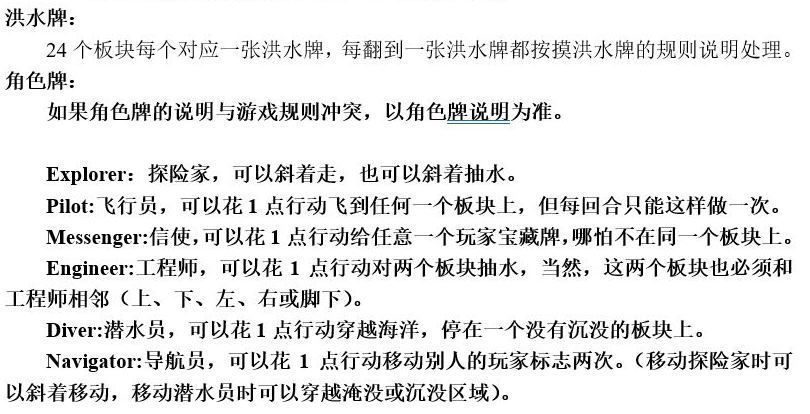 洪水牌：
24 个板块每个对应一张洪水牌，每翻到一张洪水牌都按摸洪水牌的规则说明处理。
角色牌：
如果角色牌的说明与游戏规则冲突，以角色牌说明为准。
Explorer：探险家，可以斜着走，也可以斜着抽水。
Pilot:飞行员，可以花 1 点行动飞到任何一个板块上，但每回合只能这样做一次。
Messenger:信使,可以花 1 点行动给任意一个玩家宝藏牌,哪怕不在同一个板块上。
Engineer:工程师，可以花 1 点行动对两个板块抽水，当然，这两个板块也必须和
工程师相邻（上、下、左、右或脚下）。
Diver:潜水员，可以花 1 点行动穿越海洋，停在一个没有沉没的板块上。
Navigator:导航员，可以花 1 点行动移动别人的玩家标志两次。（移动探险家时可
以斜着移动，移动潜水员时可以穿越淹没或沉没区域）。